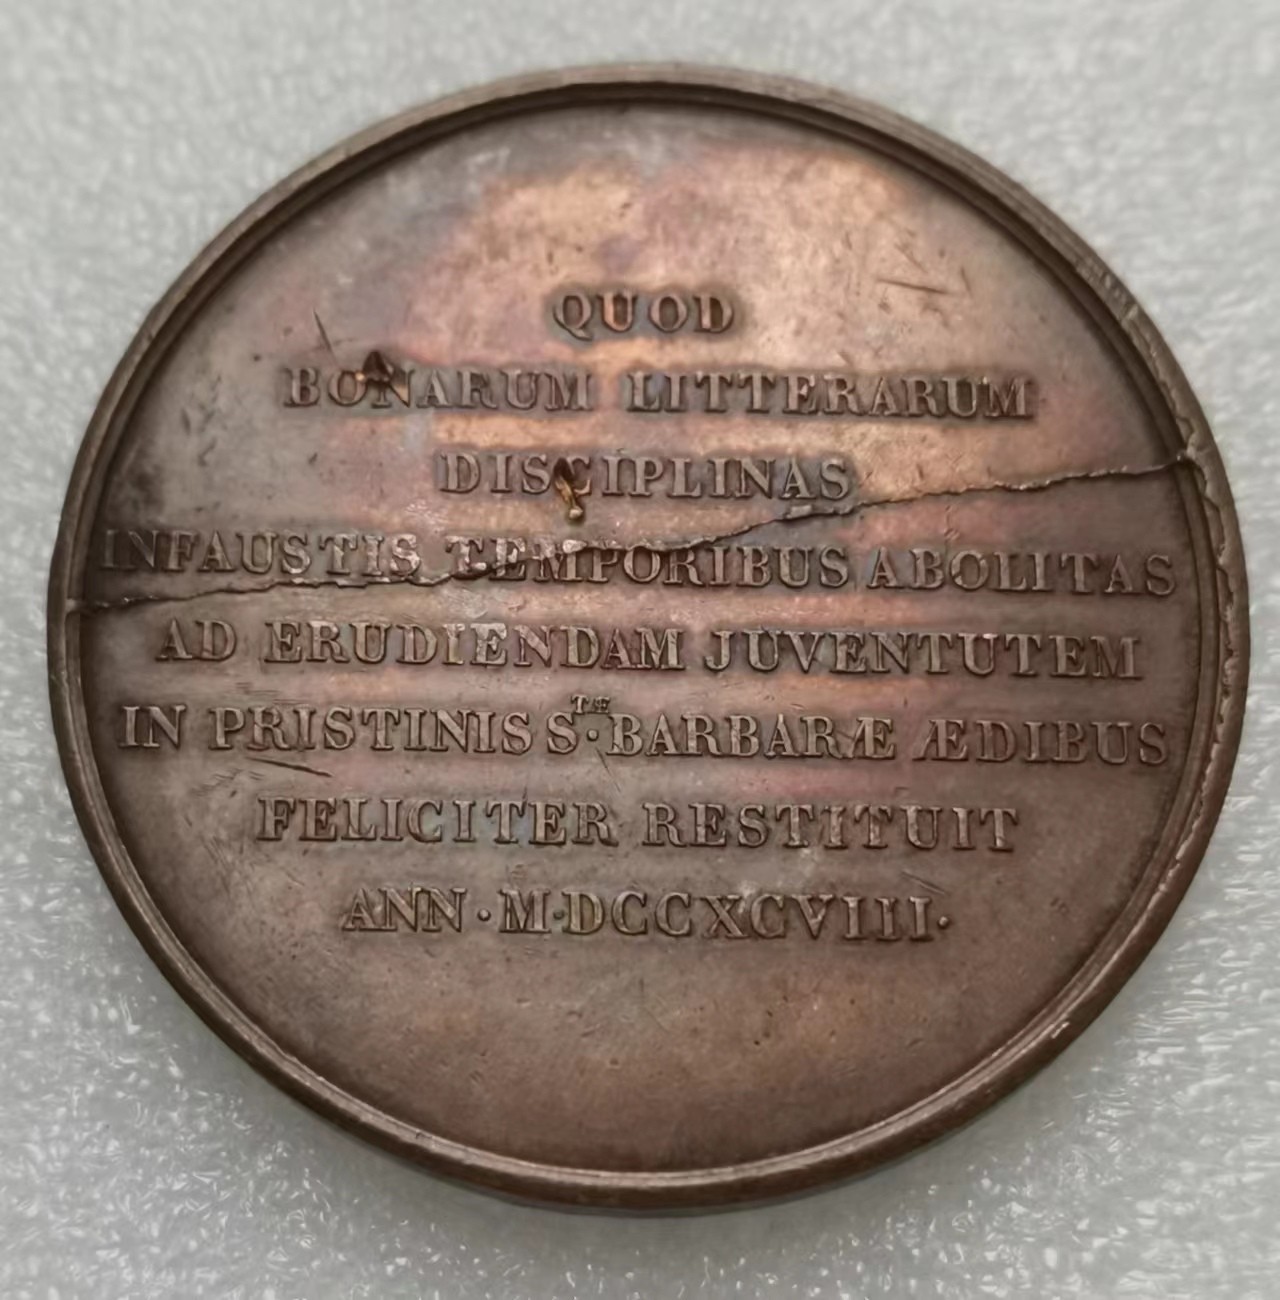 QUOD
BONARUM LITTERARUM
DISCIPLINAS
INFAUSTIS TEMPORIBUS ABOLITAS
AD ERUDIENDAM JUVENTUTEM
IN PRISTINIS S.TÆ BARBARÆ ÆDIBUS
FELICITER RESTITUIT
ANN · M·DCCXCVIII·